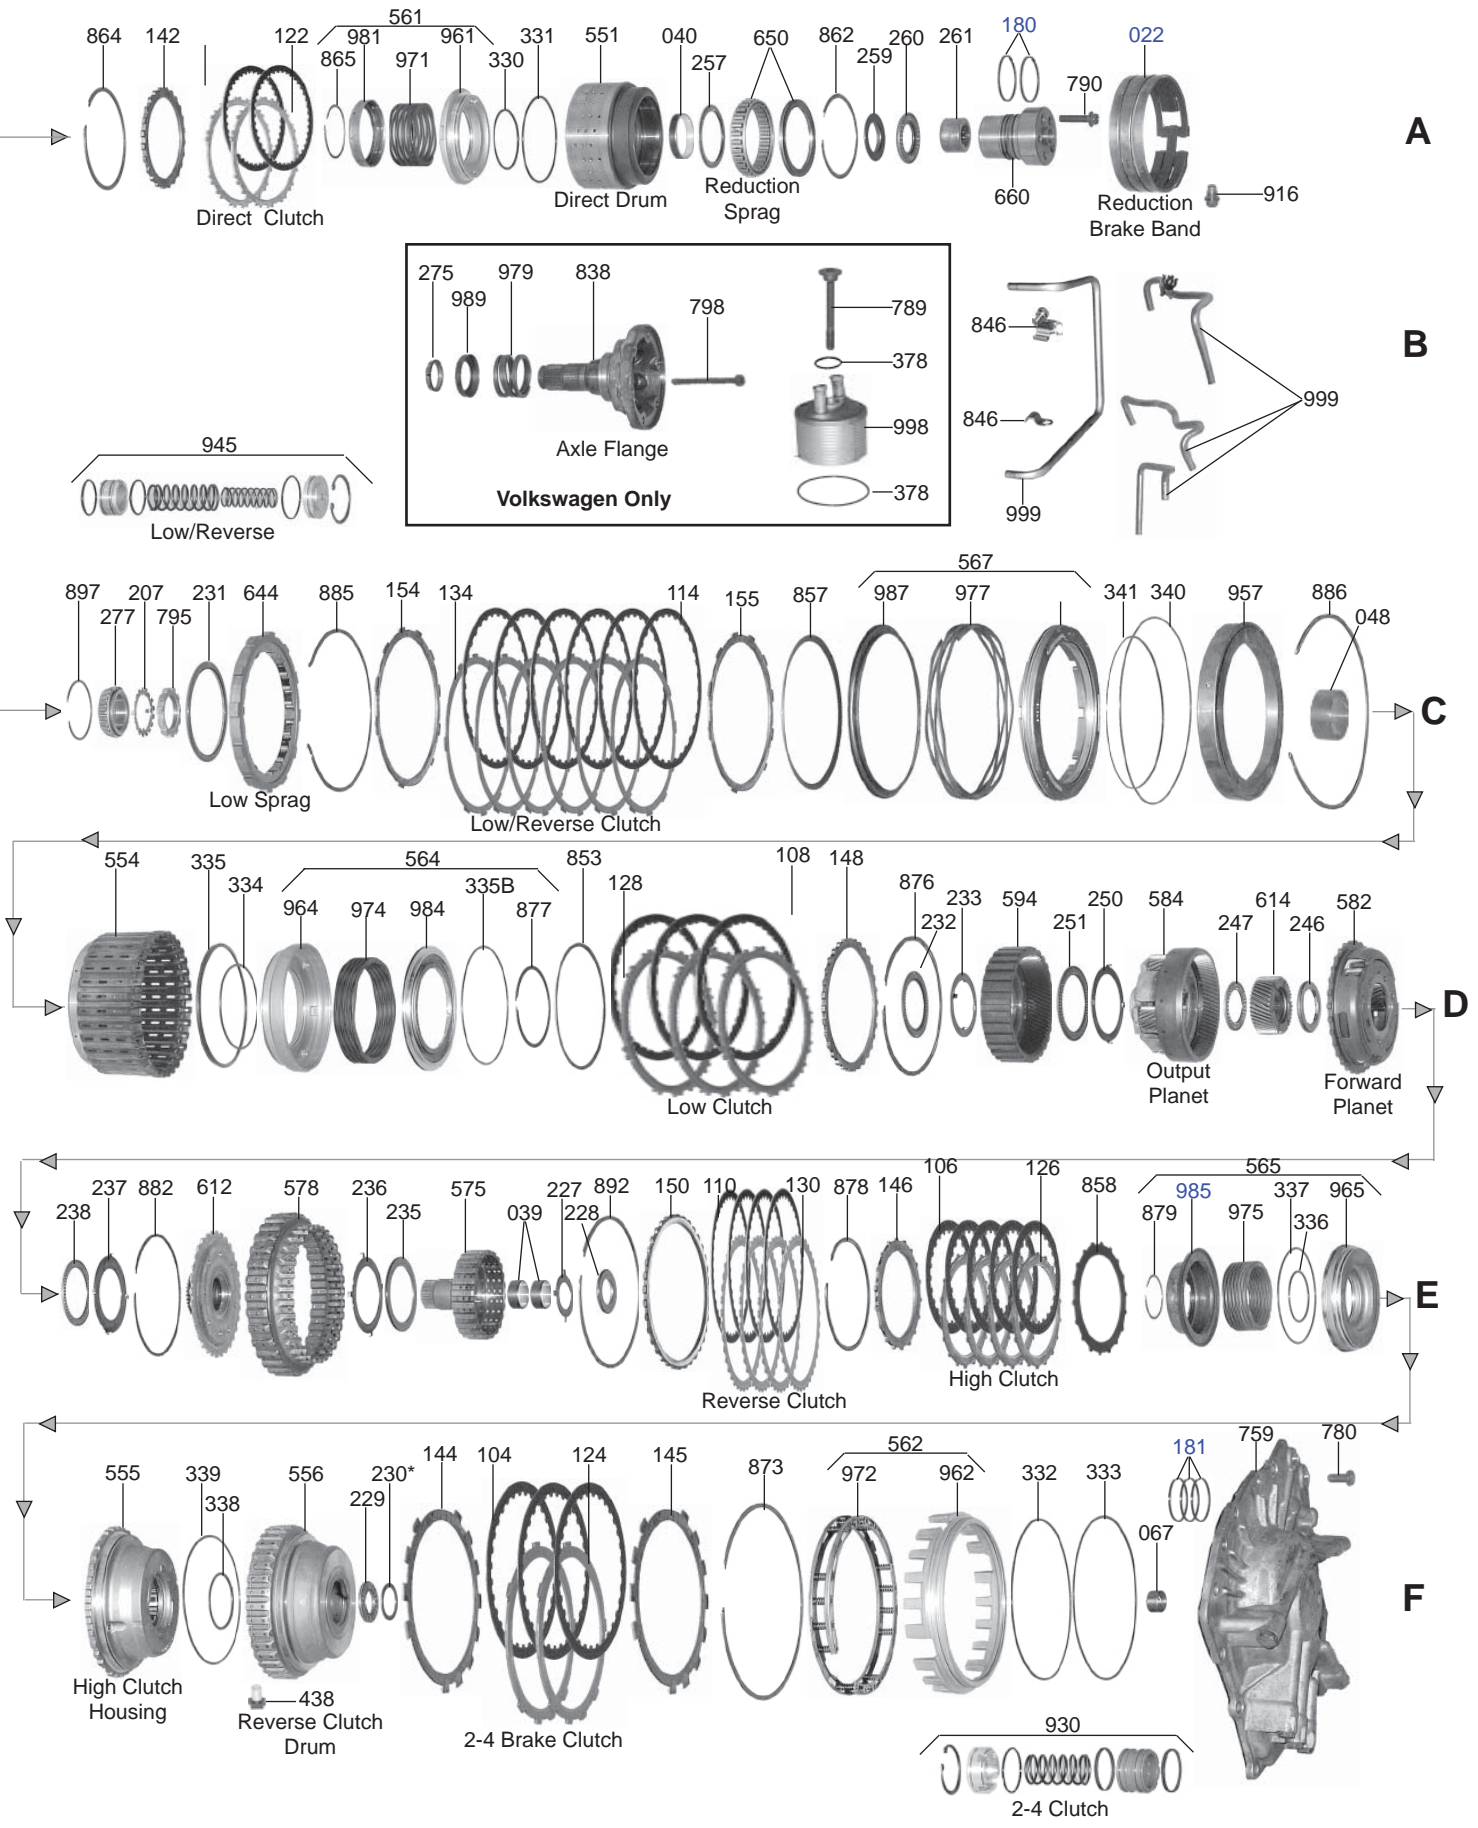 561
864 142 122 981 961 331 551 040 650 862 260 261 180 022
865 971 330 257 259 790
A
Direct Clutch
Direct Drum
Reduction
Sprag
660
916
Reduction
Brake Band
275 979 838
989 798
789
378
998
378
Axle Flange
Volkswagen Only
846
846
999
999
B
945
Low/Reverse
567
897 207 231 644 885 154 134 114 155 857 987 977 341 340 957 886
277 795 048
C
Low Sprag
Low/Reverse Clutch
554 335 564 853 108 148
334 335B 128 876 233 594 250 584 614 582
964 974 984 877 232 251 247 246
D
Low Clutch
Output
Planet
Forward
Planet
106 126 565
237 882 612 578 236 575 227 892 150 110 130 878 146 858 985 337 965
238 235 039 228 879 975 336
E
Reverse Clutch
High Clutch
562 181 759 780
555 339 556 230* 144 104 124 145 873 972 962 332 333
338 229 067
F
High Clutch
Housing
438
Reverse Clutch
Drum
2-4 Brake Clutch
930
2-4 Clutch